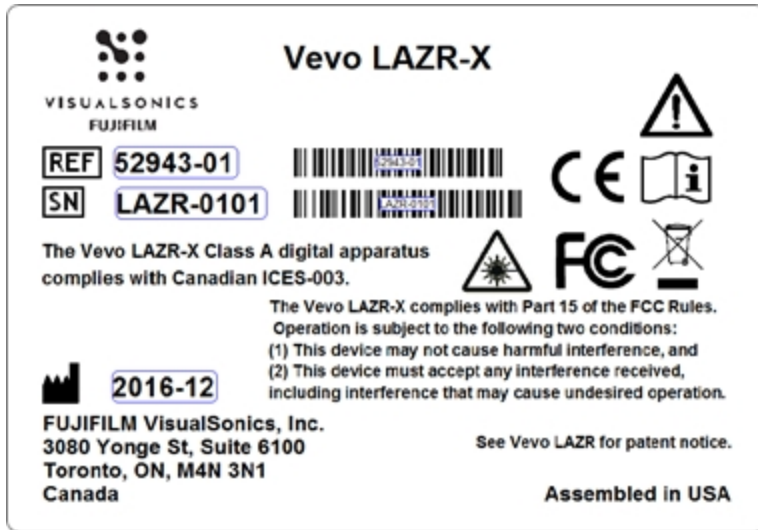 Vevo LAZR-X
VISUALSONICS
FUJIFILM
REF 52943-01
52943-01
SN LAZR-0101
LAZR-0101
CE
i
The Vevo LAZR-X Class A digital apparatus
complies with Canadian ICES-003.
FC
The Vevo LAZR-X complies with Part 15 of the FCC Rules.
Operation is subject to the following two conditions:
(1) This device may not cause harmful interference, and
(2) This device must accept any interference received,
including interference that may cause undesired operation.
2016-12
FUJIFILM VisualSonics, Inc.
3080 Yonge St, Suite 6100
Toronto, ON, M4N 3N1
Canada
See Vevo LAZR for patent notice.
Assembled in USA